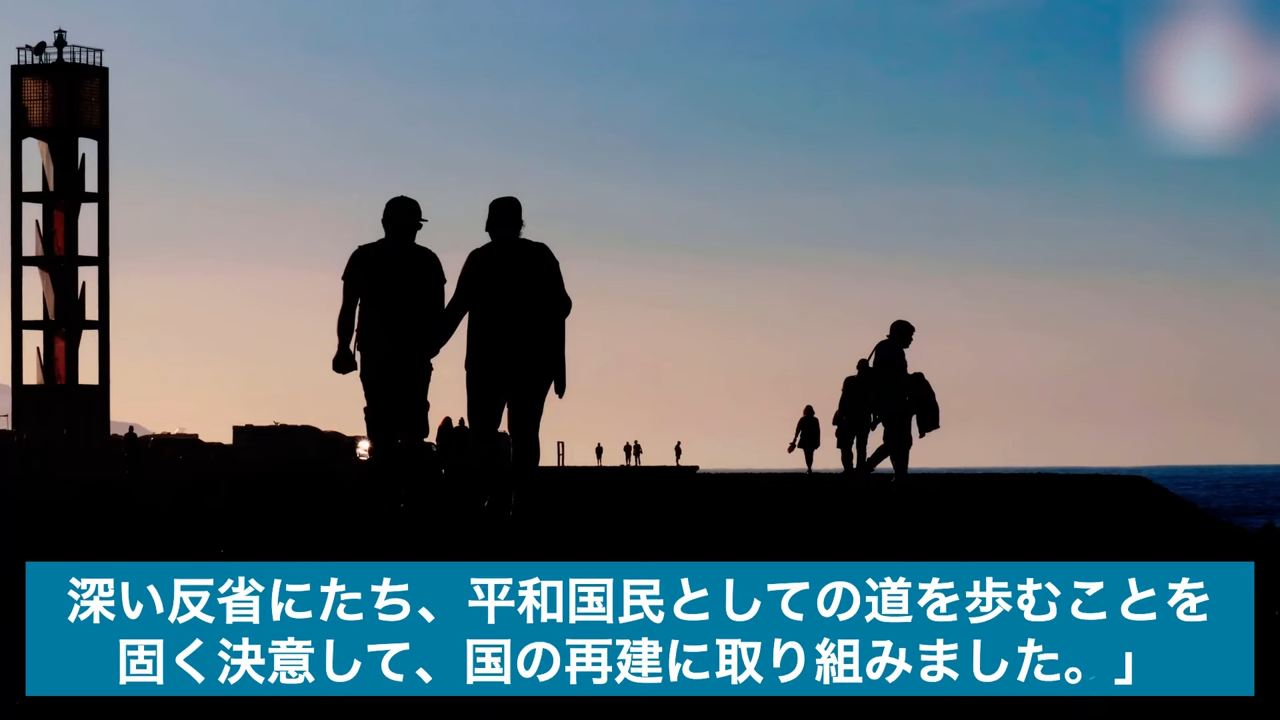 深い反省にたち、平和国民としての道を歩むことを
固く決意して、国の再建に取り組みました。」